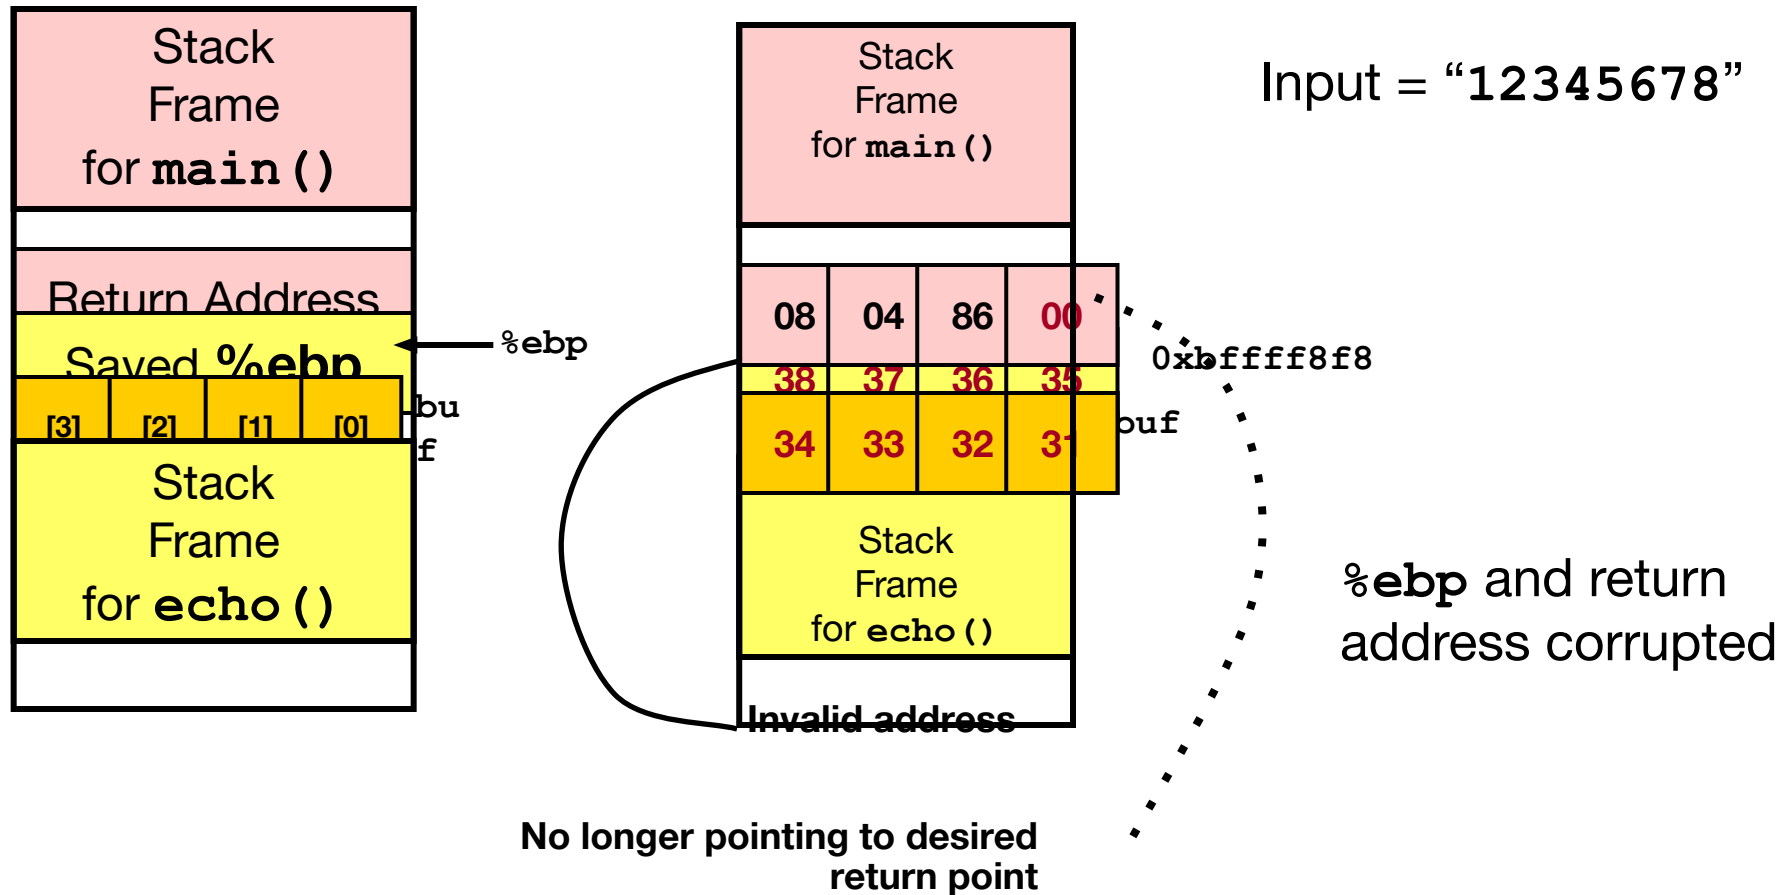 Stack
Frame
for main()
Return Address
Saved %ebp
%ebp
[3] [2] [1] [0]
bu
f
Stack
Frame
for echo()
Stack
Frame
for main()
08 04 86 00
38 37 36 35
0xbffff8f8
34 33 32 31
buf
Stack
Frame
for echo()
Invalid address
No longer pointing to desired
return point
Input = “12345678”
%ebp and return
address corrupted